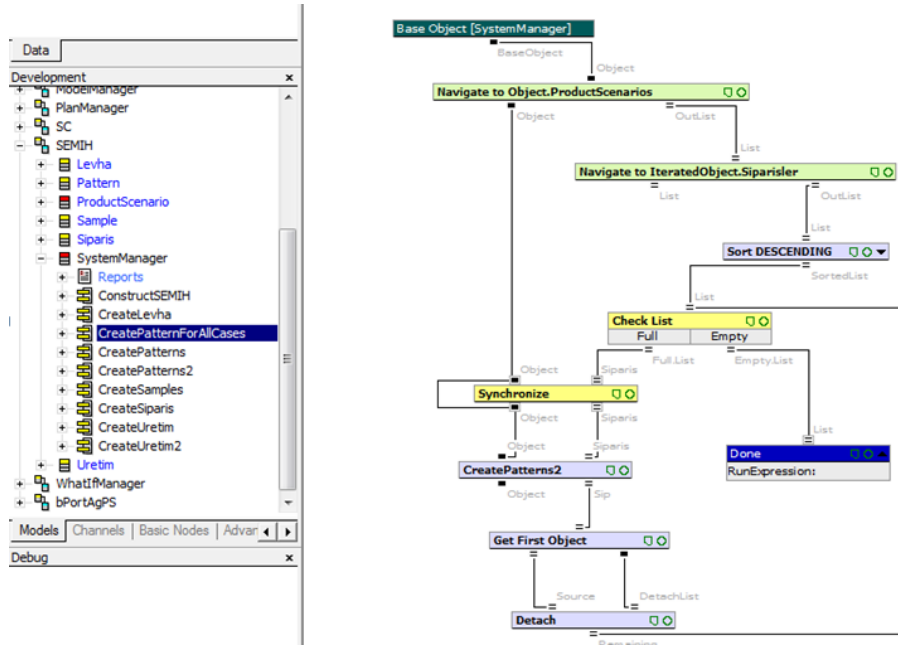 Data
Development
ModelManager
PlanManager
SC
SEMIH
Levha
Pattern
ProductScenario
Sample
Siparis
SystemManager
Reports
ConstructSEMIH
CreateLevha
CreatePatternForAllCases
CreatePatterns
CreatePatterns2
CreateSamples
CreateSiparis
CreateUretim
CreateUretim2
Uretim
WhatIfManager
bPortAgPS
Models Channels Basic Nodes Advar
Debug
Base Object [SystemManager]
BaseObject
Object
Navigate to Object.ProductScenarios
Object OutList
List
Navigate to IteratedObject.Siparisler
List OutList
List
Sort DESCENDING
SortedList
List
Check List
Full Empty
Full.List Empty.List
Object Siparis
Synchronize
Object Siparis
List
Object Siparis
Done
RunExpression:
CreatePatterns2
Object Sip
Get First Object
Source DetachList
Detach
Remaining